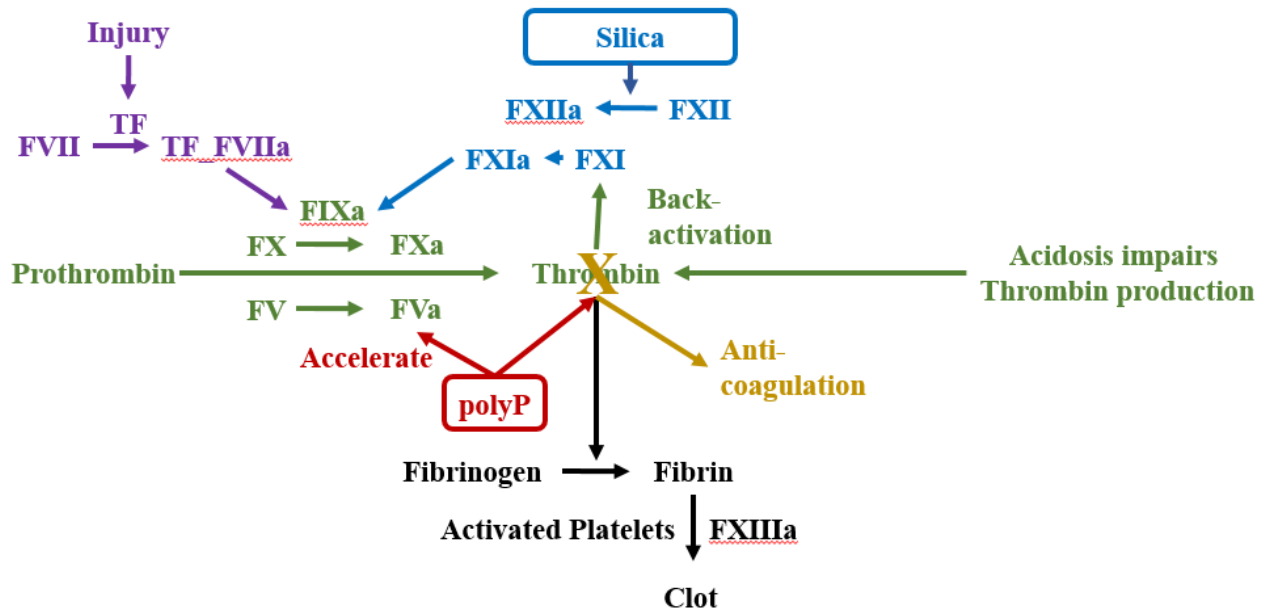 Injury
Silica
TF
FXIIa
FXII
FVII
TF_FVIIa
FXIa
FXI
FIXa
Back-
activation
FX
FXa
Prothrombin
Thrombin
X
Acidosis impairs
Thrombin production
FV
FVa
Accelerate
Anti-
coagulation
polyP
Fibrinogen
Fibrin
Activated Platelets
FXIIIa
Clot